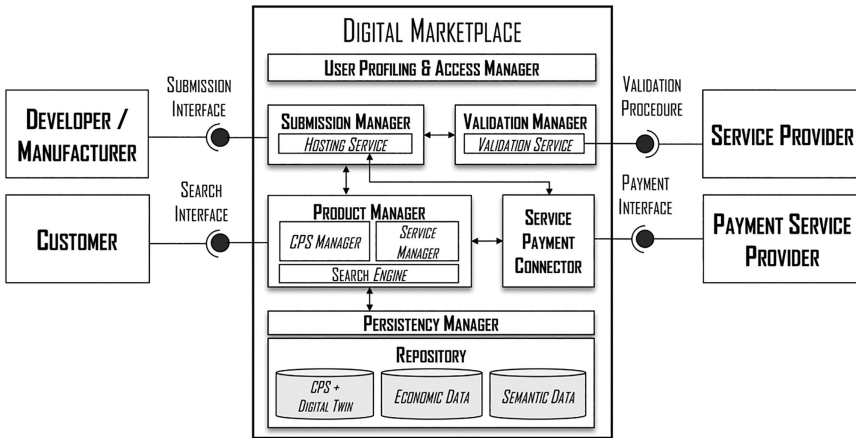 DIGITAL MARKETPLACE
USER PROFILING & ACCESS MANAGER
SUBMISSION
INTERFACE
VALIDATION
PROCEDURE
DEVELOPER /
MANUFACTURER
SUBMISSION MANAGER
HOSTING SERVICE
VALIDATION MANAGER
VALIDATION SERVICE
SERVICE PROVIDER
SEARCH
INTERFACE
PAYMENT
INTERFACE
CUSTOMER
PRODUCT MANAGER
CPS MANAGER
SERVICE
MANAGER
SEARCH ENGINE
SERVICE
PAYMENT
CONNECTOR
PAYMENT SERVICE
PROVIDER
PERSISTENCY MANAGER
REPOSITORY
CPS +
DIGITAL TWIN
ECONOMIC DATA
SEMANTIC DATA